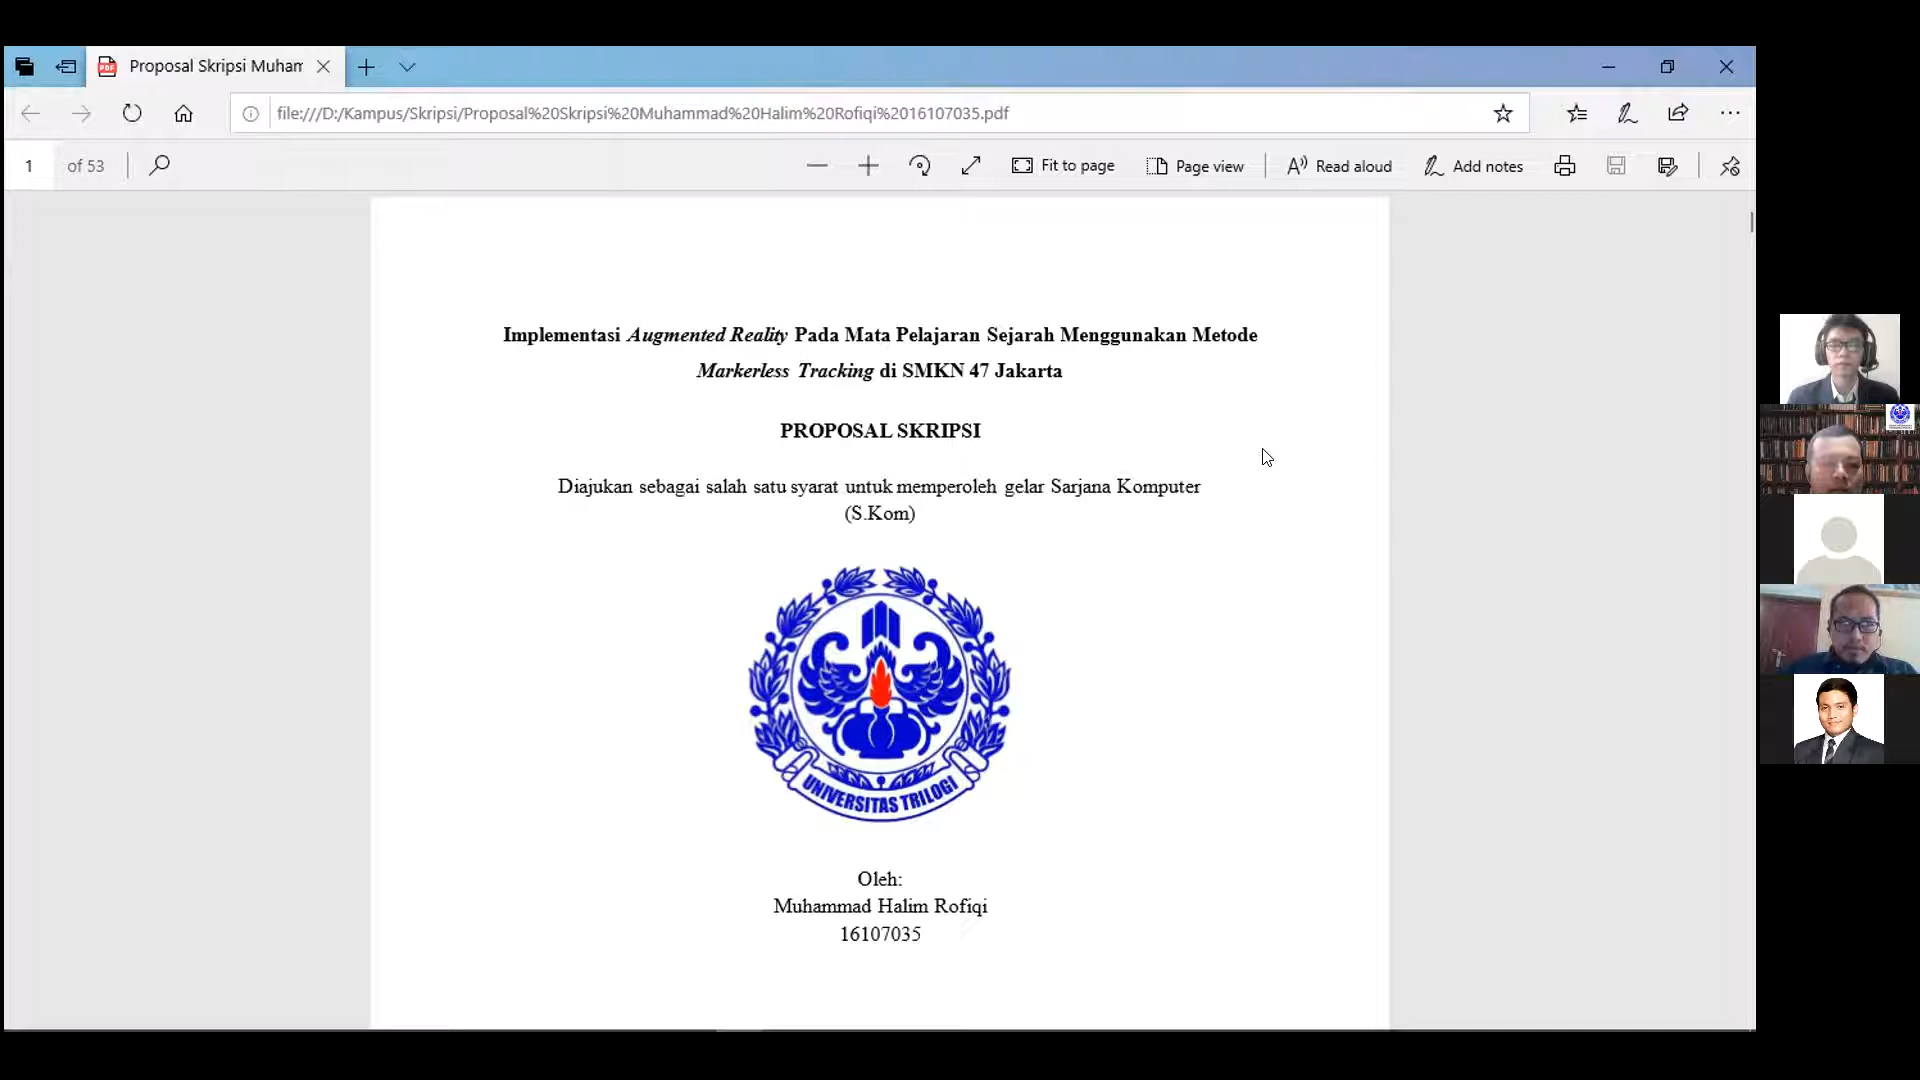 Proposal Skripsi Muham
file:///D:/Kampus/Skripsi/Proposal%20Skripsi%20Muhammad%20Halim%20Rofiqi%2016107035.pdf
1 of 53
Fit to page
Page view
Read aloud
Add notes
Implementasi Augmented Reality Pada Mata Pelajaran Sejarah Menggunakan Metode
Markerless Tracking di SMKN 47 Jakarta
PROPOSAL SKRIPSI
Diajukan sebagai salah satu syarat untuk memperoleh gelar Sarjana Komputer
(S.Kom)
UNIVERSITAS TRILOGI
Oleh:
Muhammad Halim Rofiqi
16107035